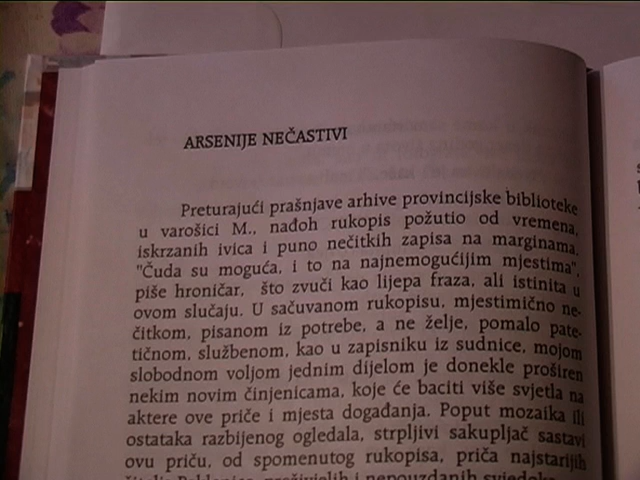 ARSENIJE NEČASTIVI
Preturajući prašnjave arhive provincijske biblioteke
u varošici M., nađoh rukopis požutio od vremena,
iskrzanih ivica i puno nečitkih zapisa na marginama.
"Čuda su moguća, i to na najnemogućijim mjestima",
piše hroničar, što zvuči kao lijepa fraza, ali istinita u
ovom slučaju. U sačuvanom rukopisu, mjestimično ne-
čitkom, pisanom iz potrebe, a ne želje, pomalo pate-
tičnom, službenom, kao u zapisniku iz sudnice, mojom
slobodnom voljom jednim dijelom je donekle proširen
nekim novim činjenicama, koje će baciti više svjetla na
aktere ove priče i mjesta događanja. Poput mozaika ili
ostataka razbijenog ogledala, strpljivi sakupljač sastavi
ovu priču, od spomenutog rukopisa, priča najstarijih